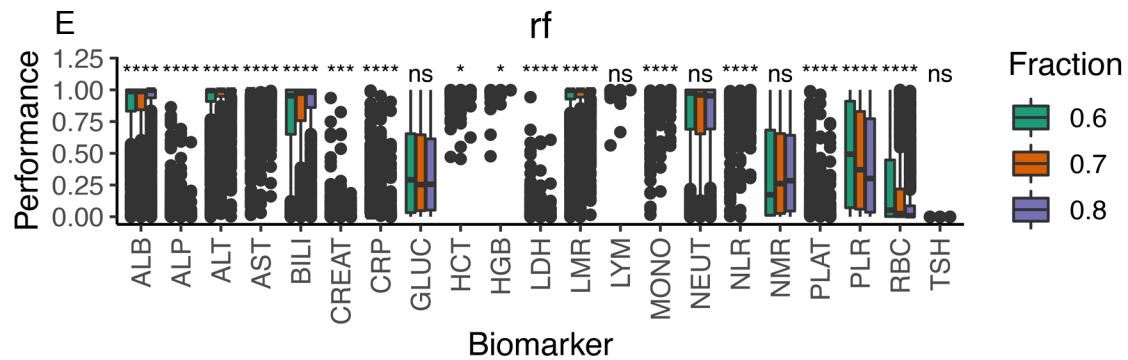 E
rf
Performance
1.25
1.00
0.75
0.50
0.25
0.00
**** **** **** **** **** *** **** ns * * **** **** ns **** ns **** ns **** **** **** ns
ALB ALP ALT AST BILI CREAT CRP GLUC HCT HGB LDH LMR LYM MONO NEUT NLR NMR PLAT PLR RBC TSH
Biomarker
Fraction
0.6
0.7
0.8